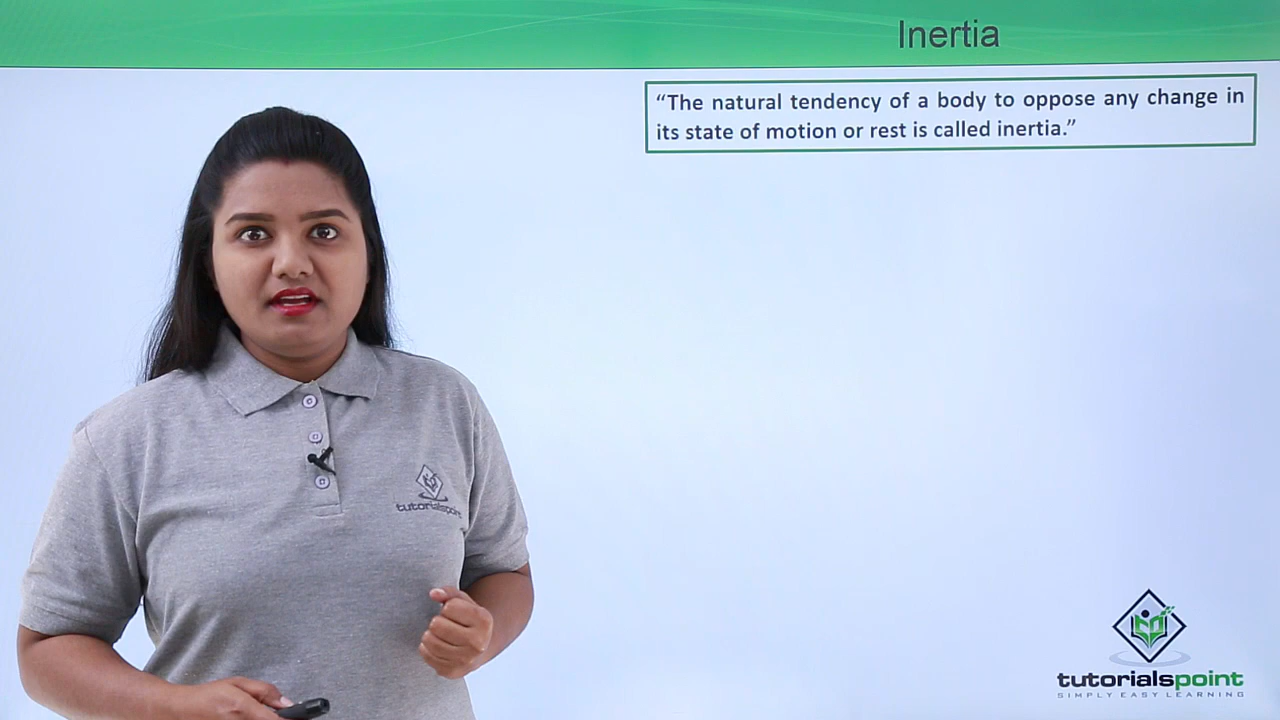 Inertia
“The natural tendency of a body to oppose any change in
its state of motion or rest is called inertia.”
tutorialspoint
tutorialspoint
SIMPLY EASY LEARNING